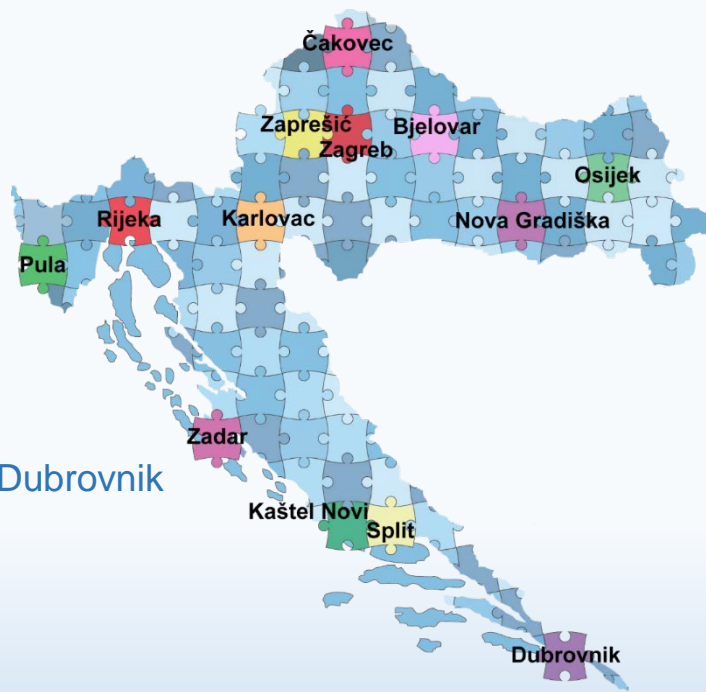 Čakovec
Zaprešić
Zagreb
Bjelovar
Osijek
Rijeka
Karlovac
Nova Gradiška
Pula
Zadar
Dubrovnik
Kaštel Novi
Split
Dubrovnik